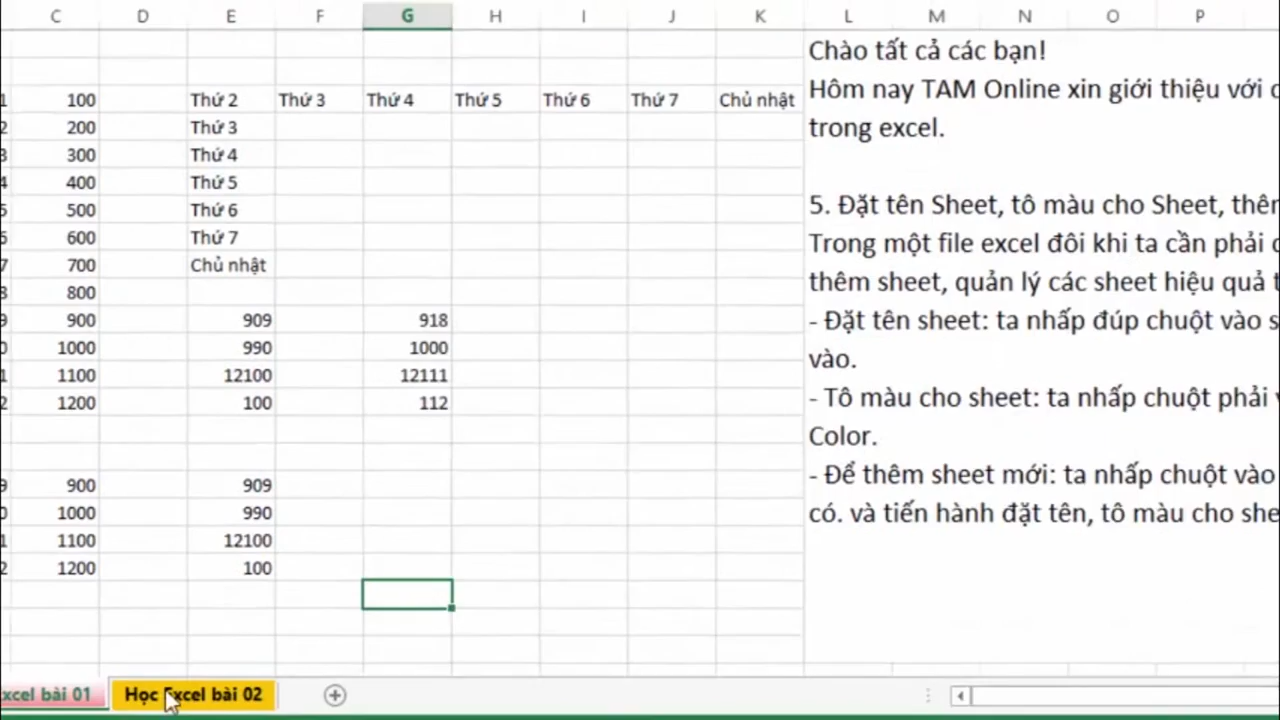 C D E F G H I J K L M N O P
1 100 Thứ 2 Thứ 3 Thứ 4 Thứ 5 Thứ 6 Thứ 7 Chủ nhật
2 200 Thứ 3
3 300 Thứ 4
4 400 Thứ 5
5 500 Thứ 6
6 600 Thứ 7
7 700 Chủ nhật
8 800
9 900 909 918
0 1000 990 1000
1 1100 12100 12111
2 1200 100 112
9 900 909
0 1000 990
1 1100 12100
2 1200 100
Chào tất cả các bạn!
Hôm nay TAM Online xin giới thiệu với
trong excel.
5. Đặt tên Sheet, tô màu cho Sheet, thêm
Trong một file excel đôi khi ta cần phải
thêm sheet, quản lý các sheet hiệu quả
- Đặt tên sheet: ta nhấp đúp chuột vào
vào.
- Tô màu cho sheet: ta nhấp chuột phải
Color.
- Để thêm sheet mới: ta nhấp chuột vào
có. và tiến hành đặt tên, tô màu cho she
xcel bài 01 Học Excel bài 02